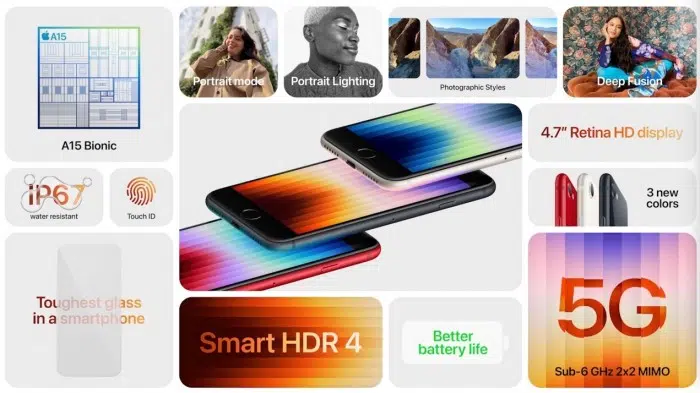 A15
A15 Bionic
Portrait mode
Portrait Lighting
Photographic Styles
Deep Fusion
4.7” Retina HD display
IP67
water resistant
Touch ID
3 new
colors
Toughest glass
in a smartphone
Smart HDR 4
Better
battery life
5G
Sub-6 GHz 2x2 MIMO